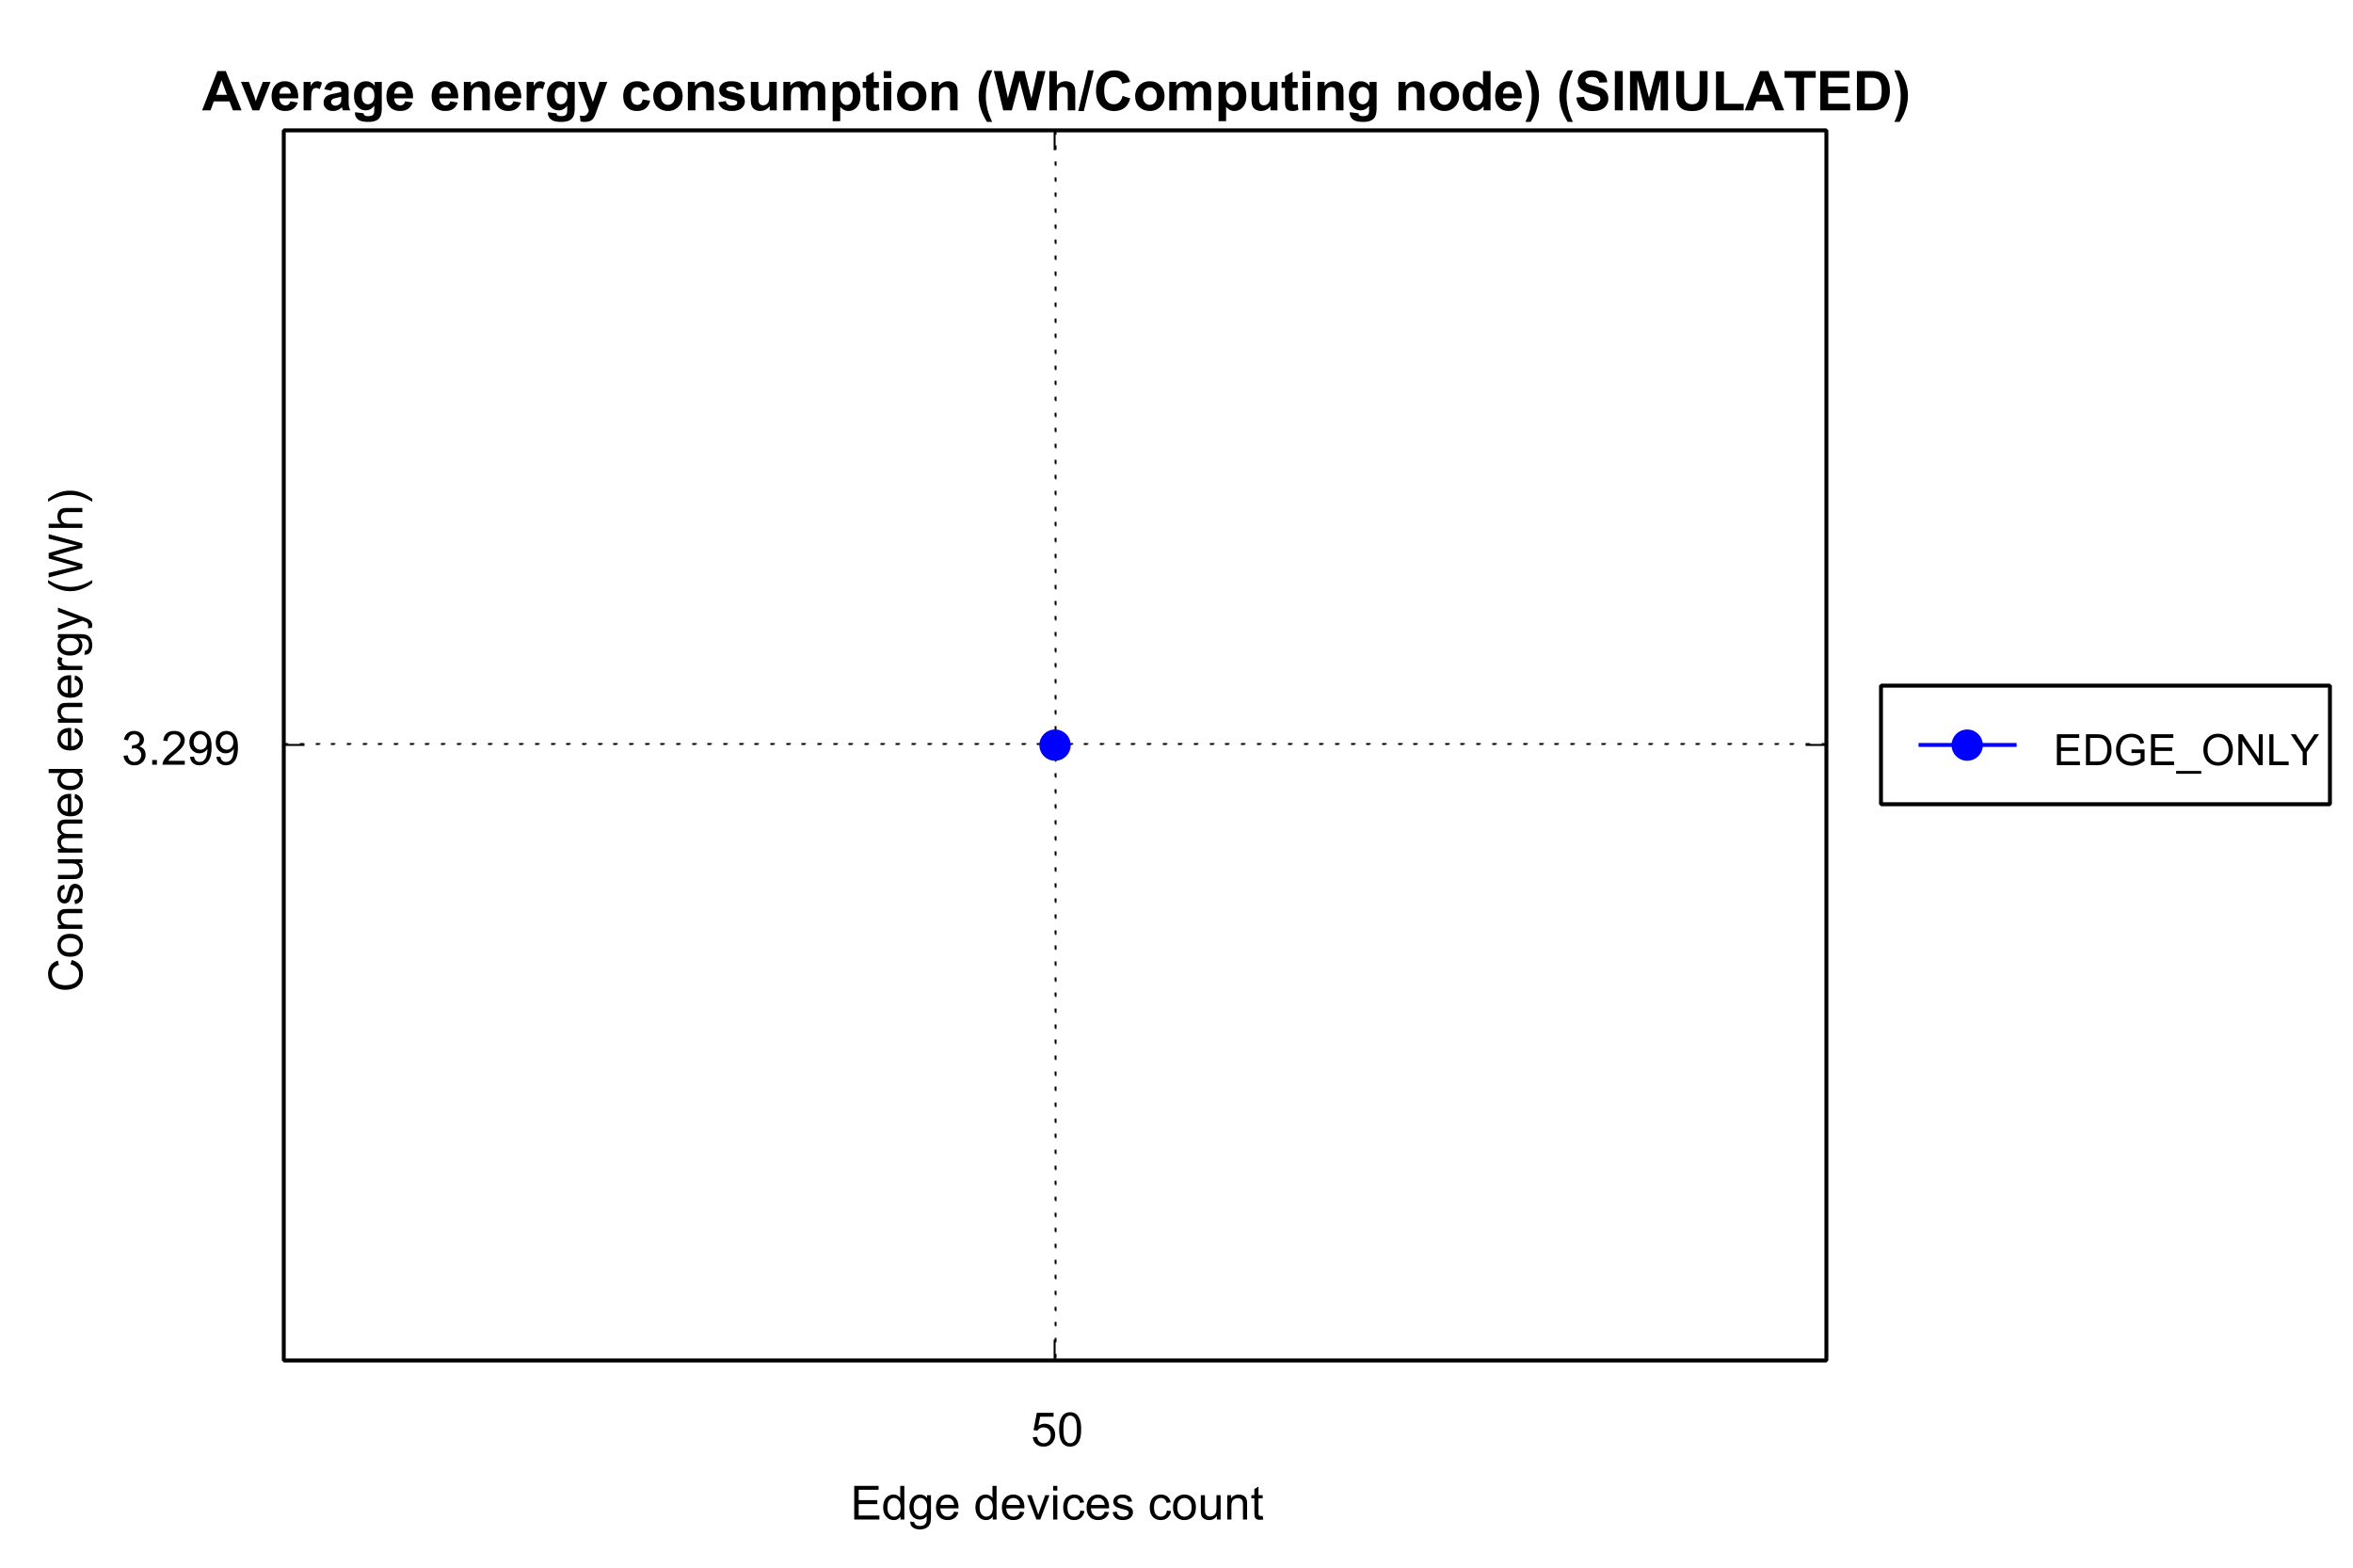 Average energy consumption (Wh/Computing node) (SIMULATED)
Consumed energy (Wh)
3.299
EDGE_ONLY
50
Edge devices count